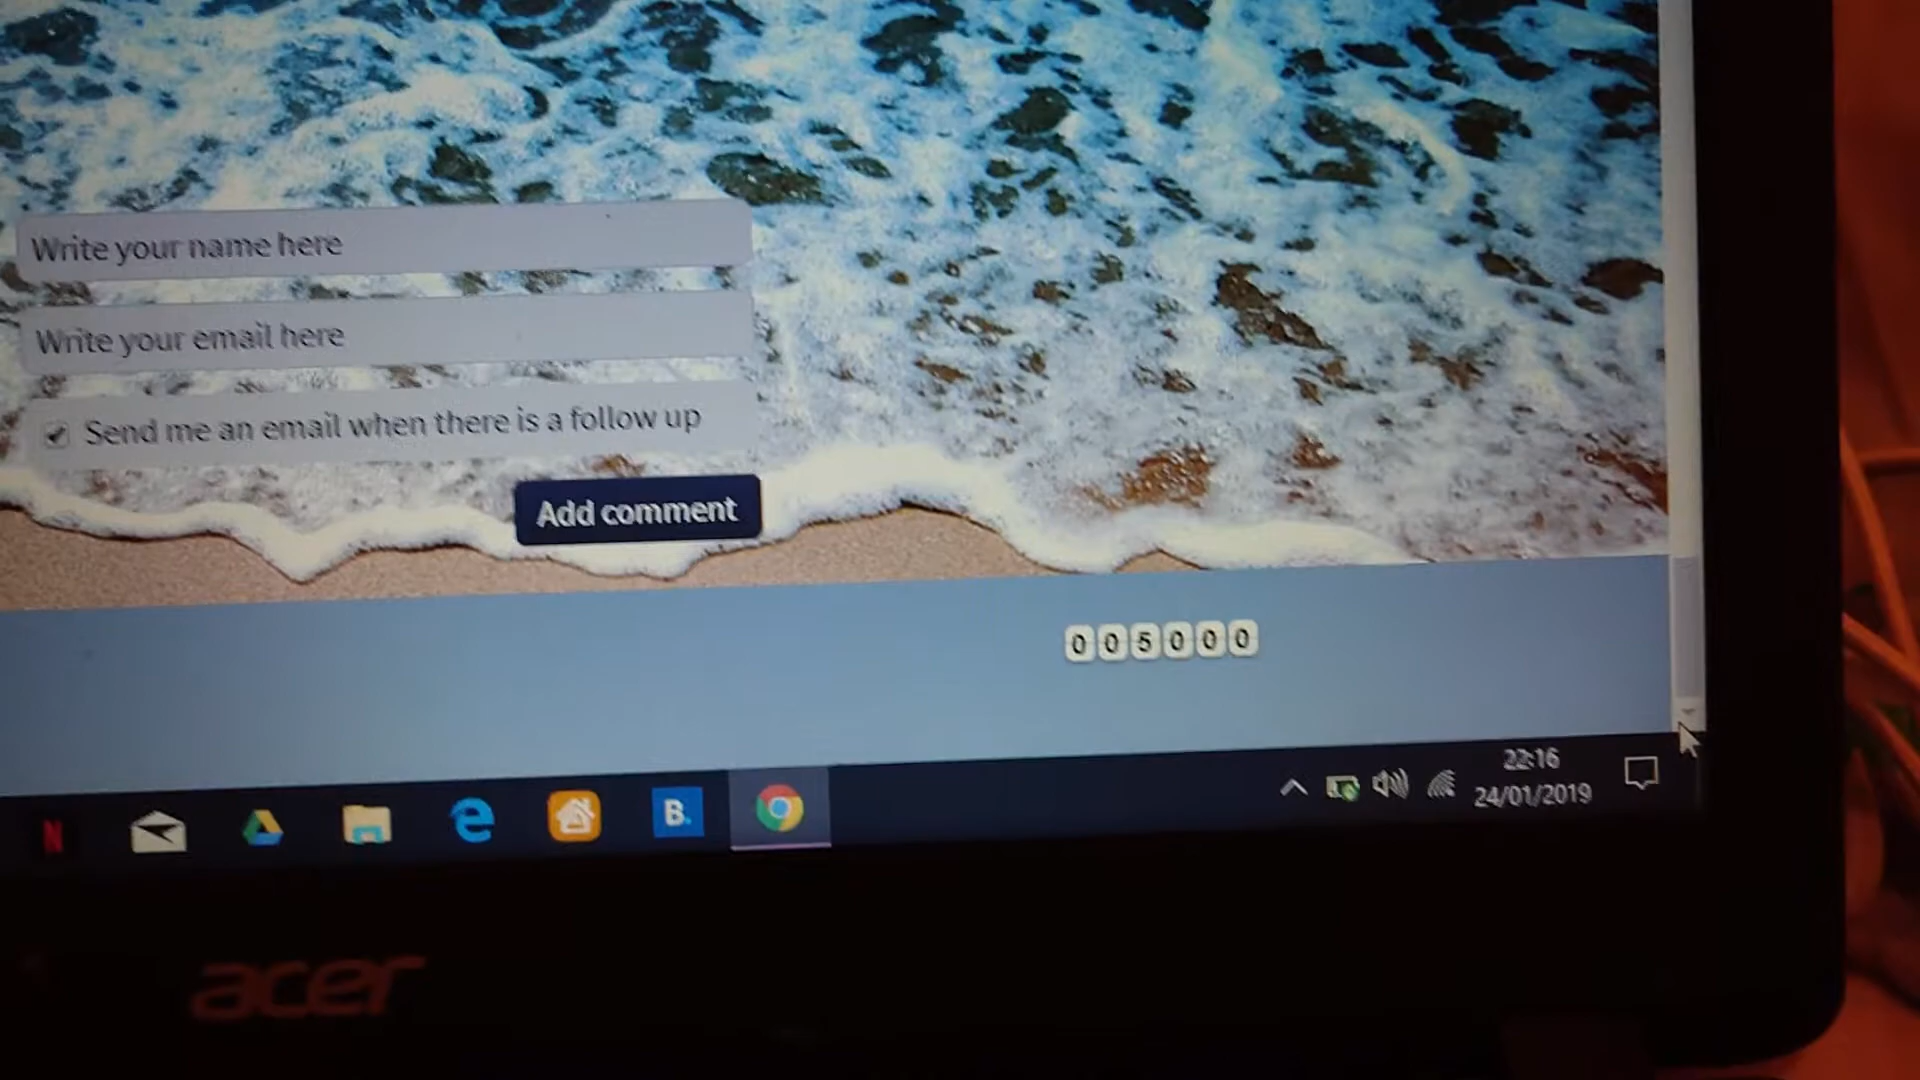 Write your name here
Write your email here
Send me an email when there is a follow up
Add comment
005000
22:16
N
B.
24/01/2019
acer